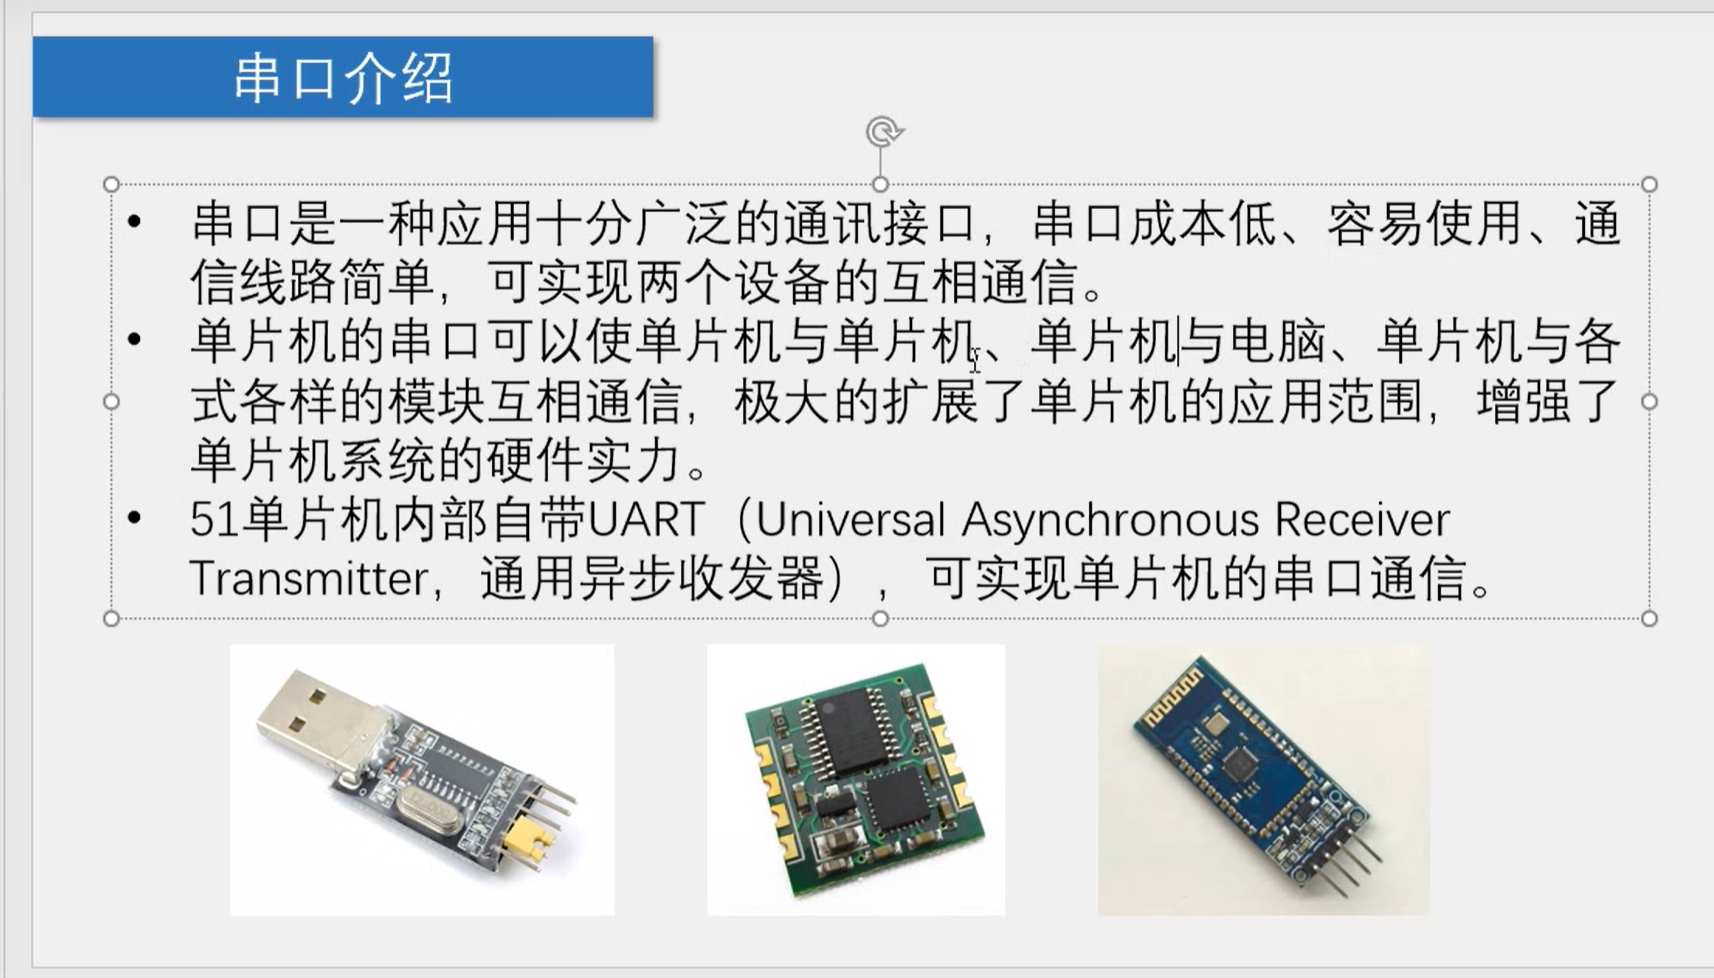 串口介绍
• 串口是一种应用十分广泛的通讯接口，串口成本低、容易使用、通
信线路简单，可实现两个设备的互相通信。
• 单片机的串口可以使单片机与单片机、单片机与电脑、单片机与各
式各样的模块互相通信，极大的扩展了单片机的应用范围，增强了
单片机系统的硬件实力。
• 51单片机内部自带UART（Universal Asynchronous Receiver
Transmitter，通用异步收发器），可实现单片机的串口通信。